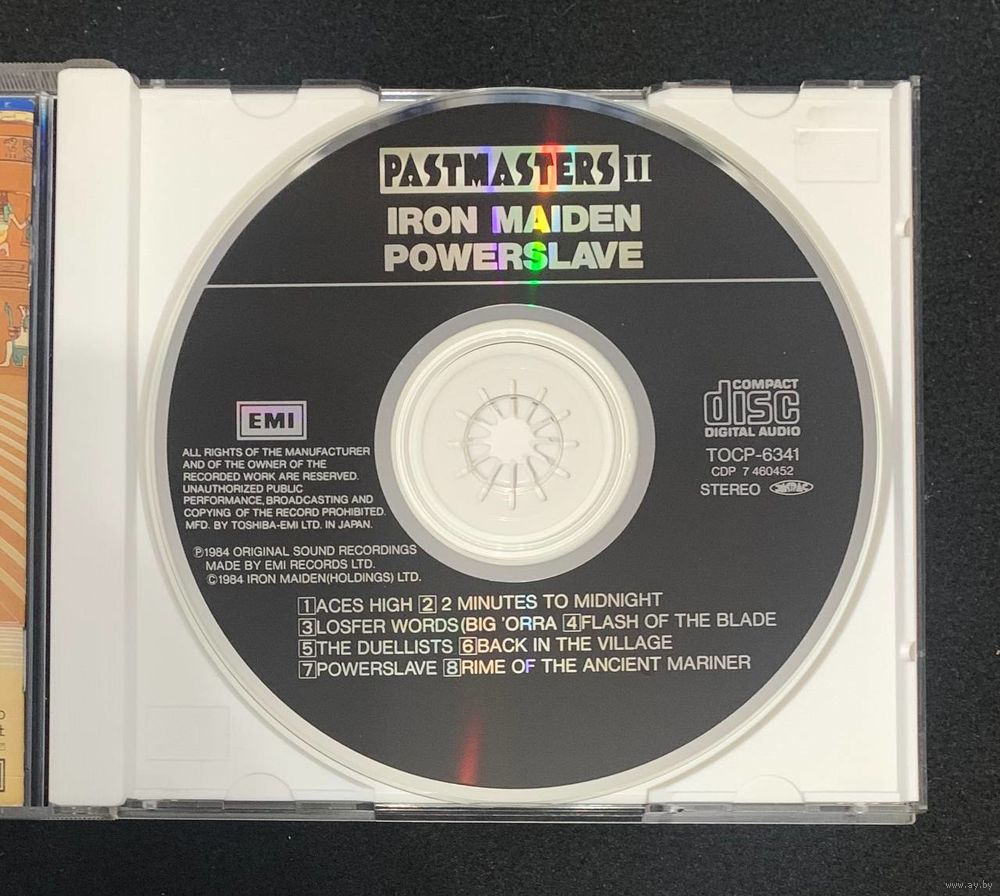 PASTMASTERS II
IRON MAIDEN
POWERSLAVE
EMI
ALL RIGHTS OF THE MANUFACTURER
AND OF THE OWNER OF THE
RECORDED WORK ARE RESERVED.
UNAUTHORIZED PUBLIC
PERFORMANCE, BROADCASTING AND
COPYING OF THE RECORD PROHIBITED.
MFD. BY TOSHIBA-EMI LTD. IN JAPAN.
COMPACT
disc
DIGITAL AUDIO
TOCP-6341
CDP 7 460452
STEREO JASRAC
℗1984 ORIGINAL SOUND RECORDINGS
MADE BY EMI RECORDS LTD.
©1984 IRON MAIDEN(HOLDINGS) LTD.
1 ACES HIGH 2 2 MINUTES TO MIDNIGHT
3 LOSFER WORDS(BIG 'ORRA 4 FLASH OF THE BLADE
5 THE DUELLISTS 6 BACK IN THE VILLAGE
7 POWERSLAVE 8 RIME OF THE ANCIENT MARINER
www.ay.by